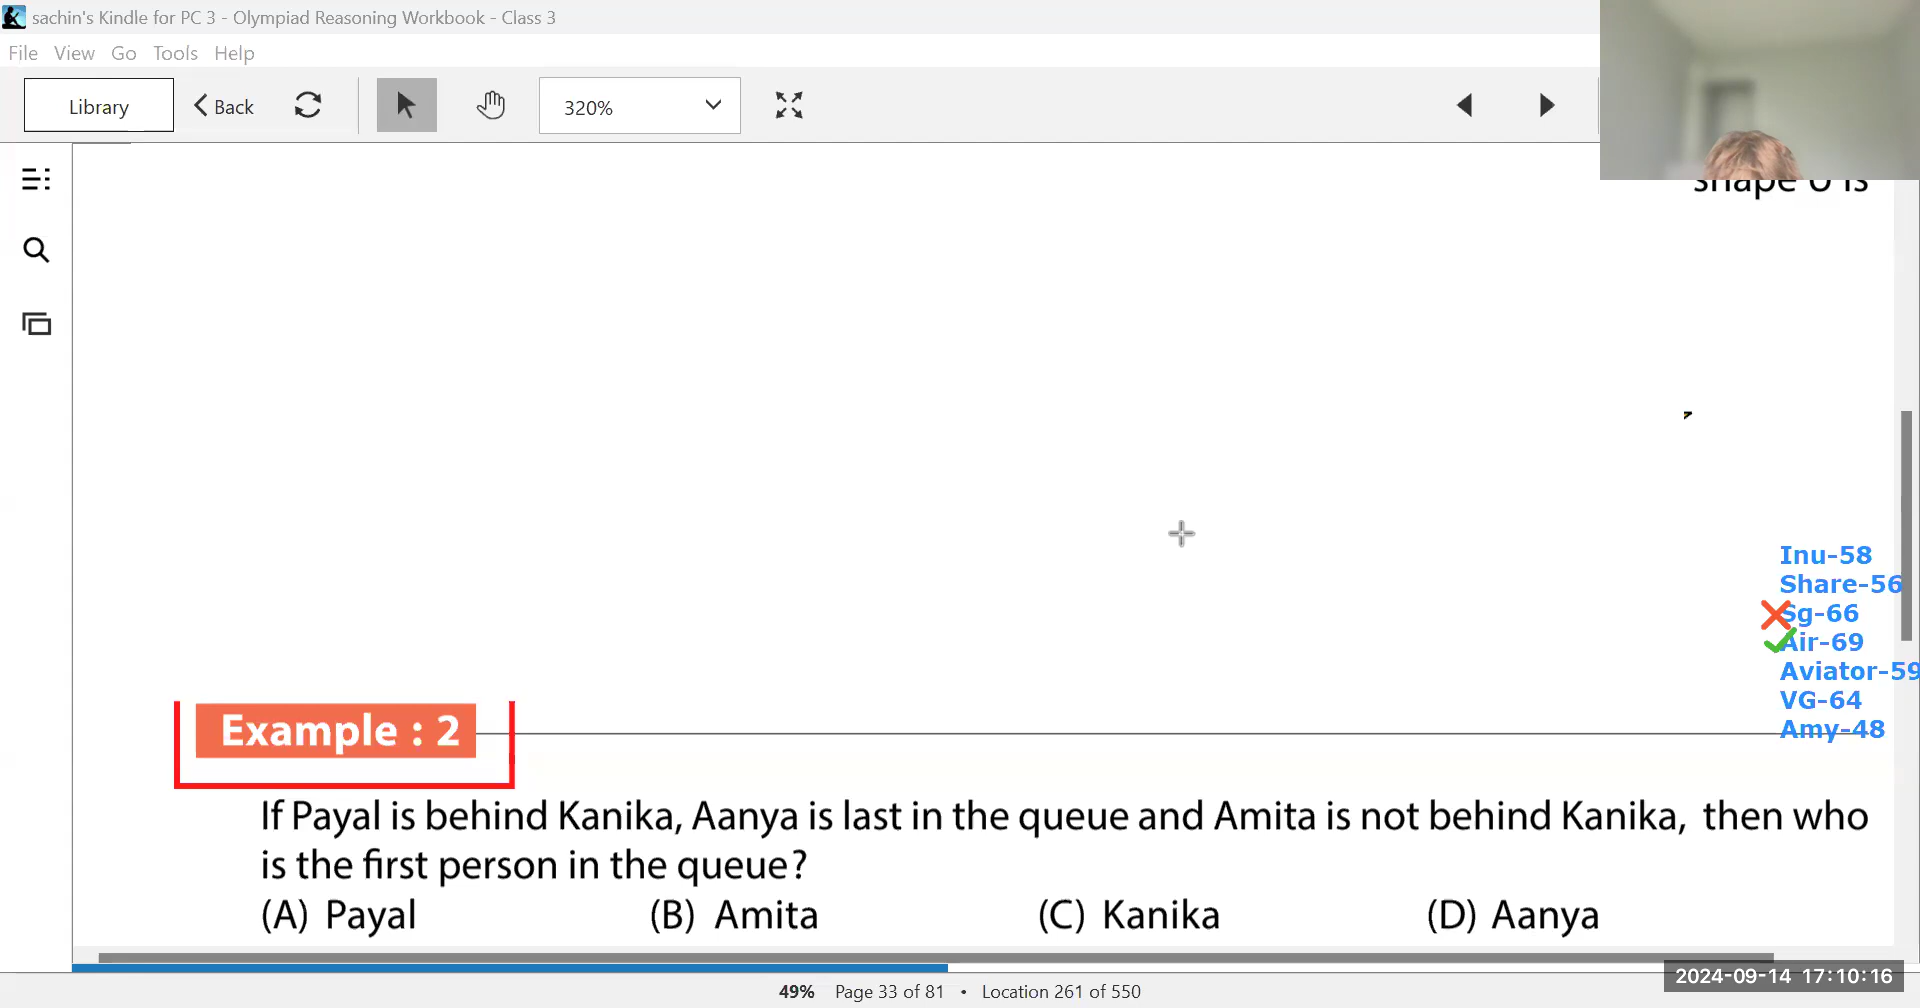 sachin's Kindle for PC 3 - Olympiad Reasoning Workbook - Class 3
File View Go Tools Help
Library Back 320%
shape is
Inu-58
Share-56
Sg-66
Air-69
Aviator-59
VG-64
Amy-48
Example : 2
If Payal is behind Kanika, Aanya is last in the queue and Amita is not behind Kanika, then who
is the first person in the queue?
(A) Payal (B) Amita (C) Kanika (D) Aanya
2024-09-14 17:10:16
49% Page 33 of 81 • Location 261 of 550